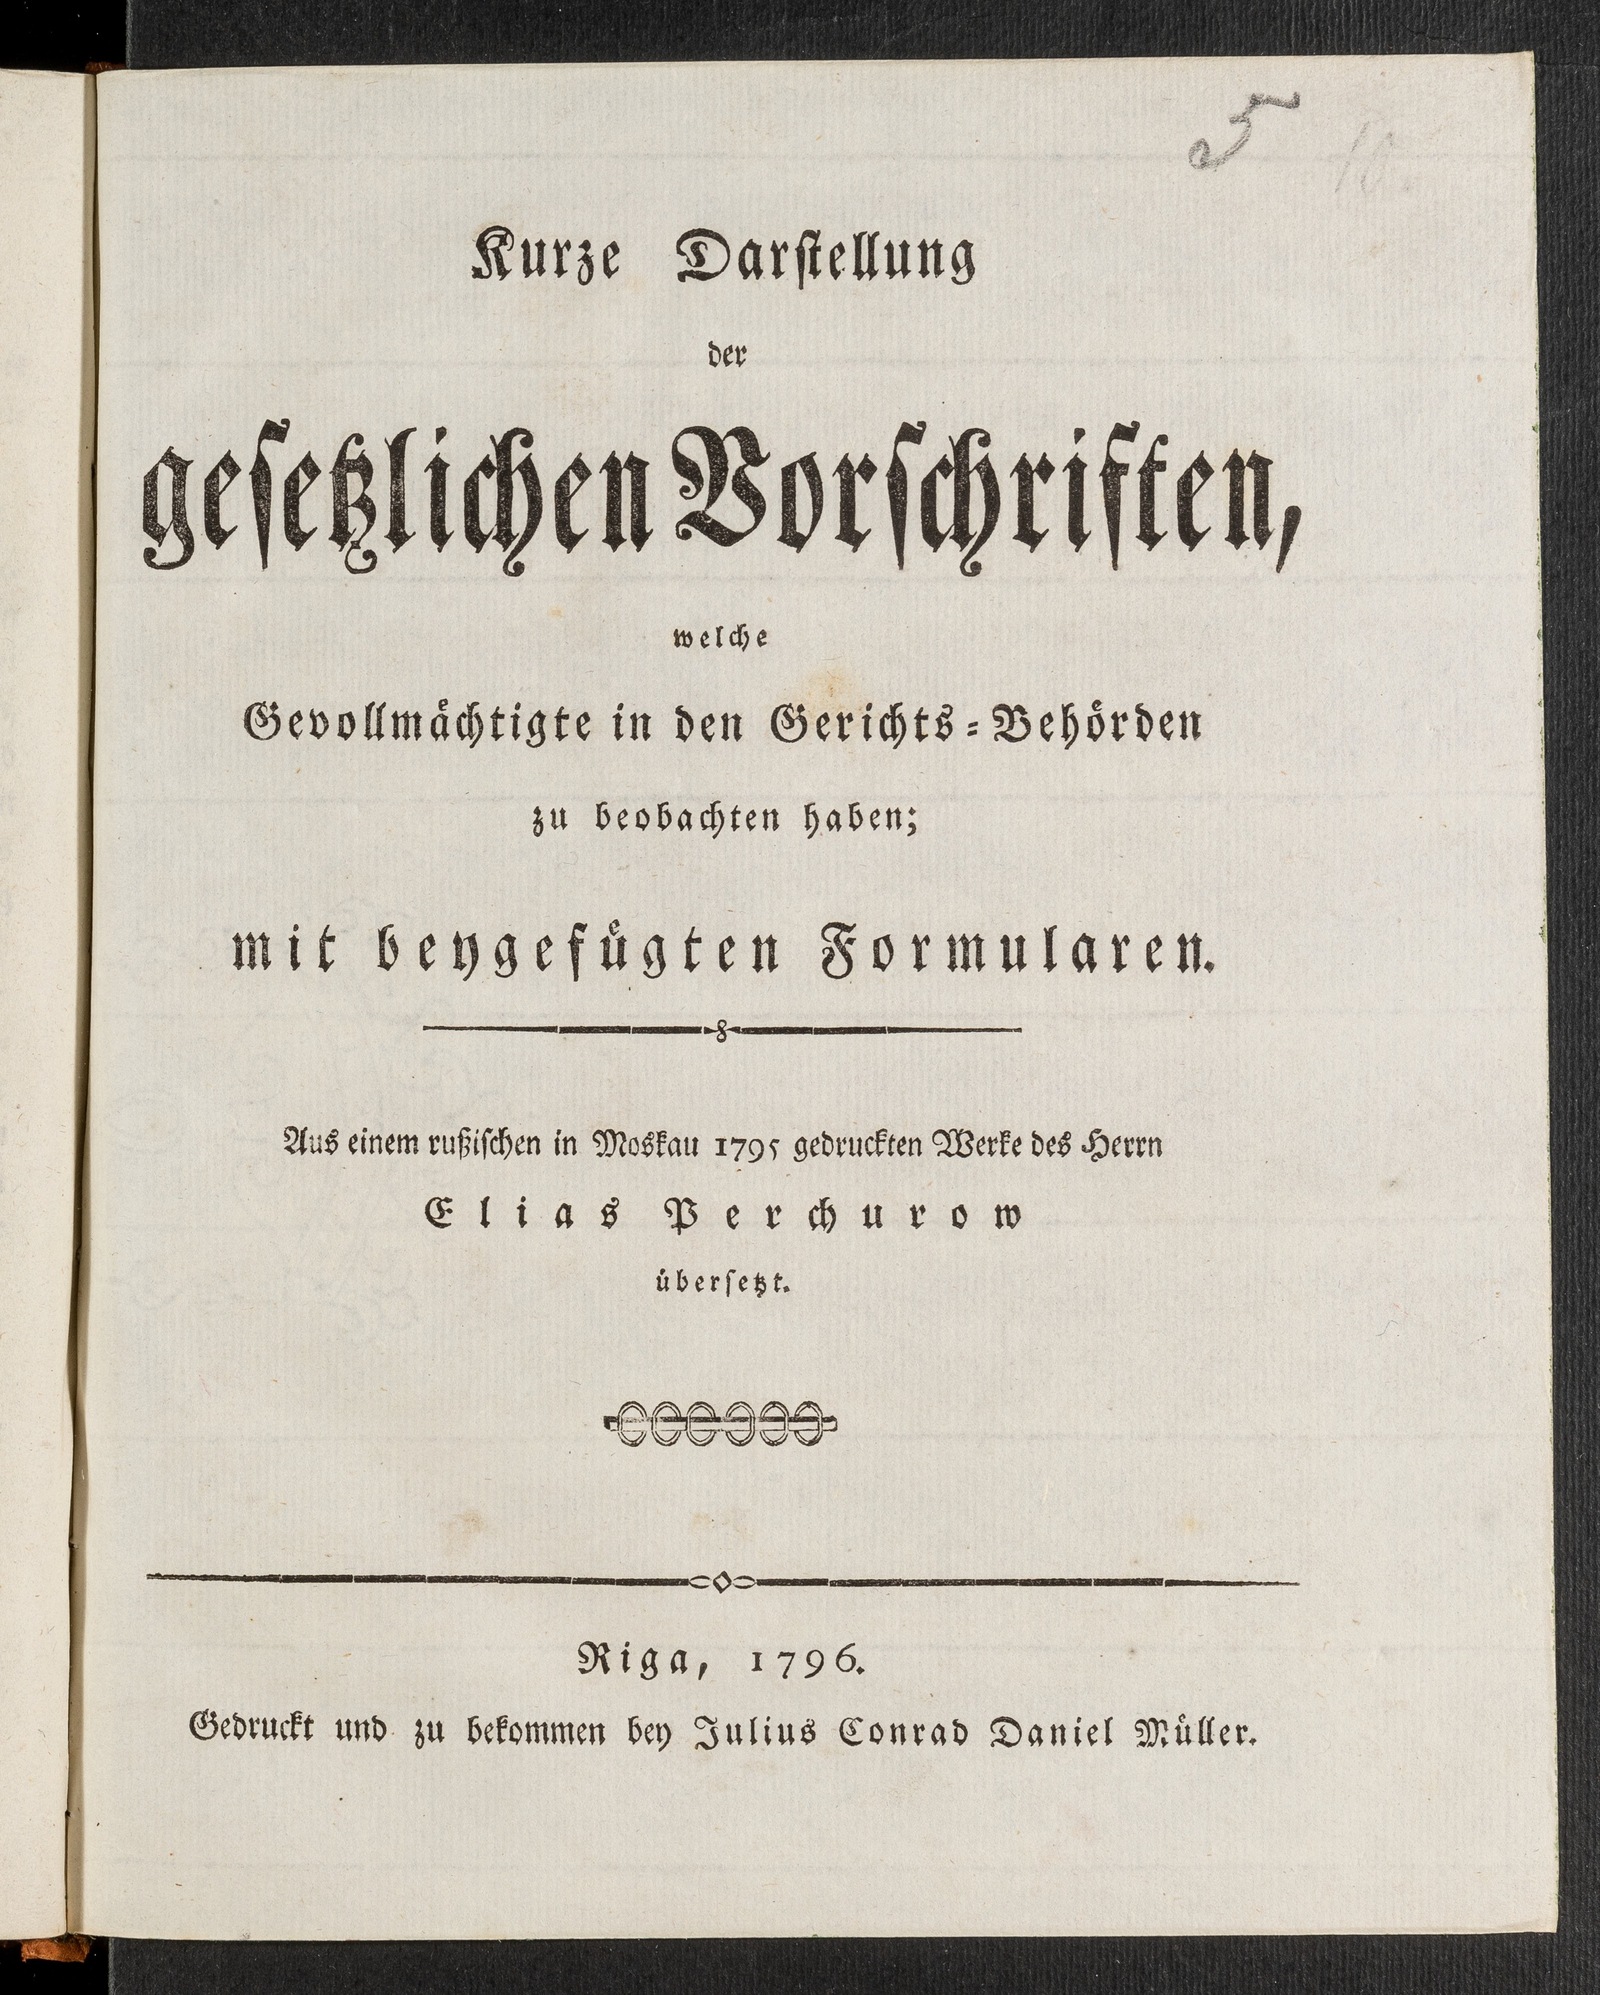 5
10
Kurze Darſtellung
der
geſetzlichen Vorſchriften,
welche
Gevollmächtigte in den Gerichts-Behörden
zu beobachten haben;
mit beygefügten Formularen.
Aus einem rußiſchen in Moskau 1795 gedruckten Werke des Herrn
Elias Perchurow
überſetzt.
Riga, 1796.
Gedruckt und zu bekommen bey Julius Conrad Daniel Müller.